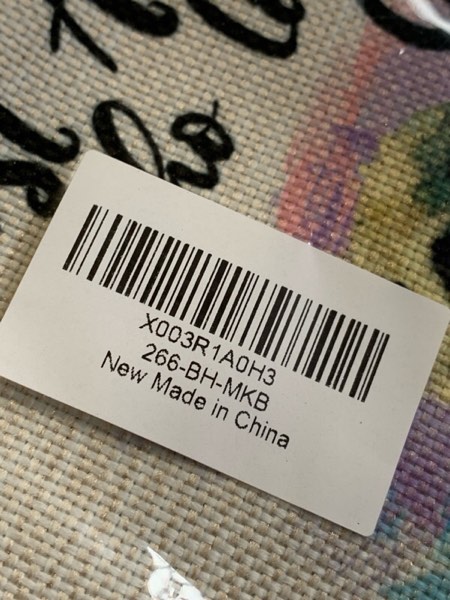 X003R1A0H3
266-BH-MKB
New Made in China